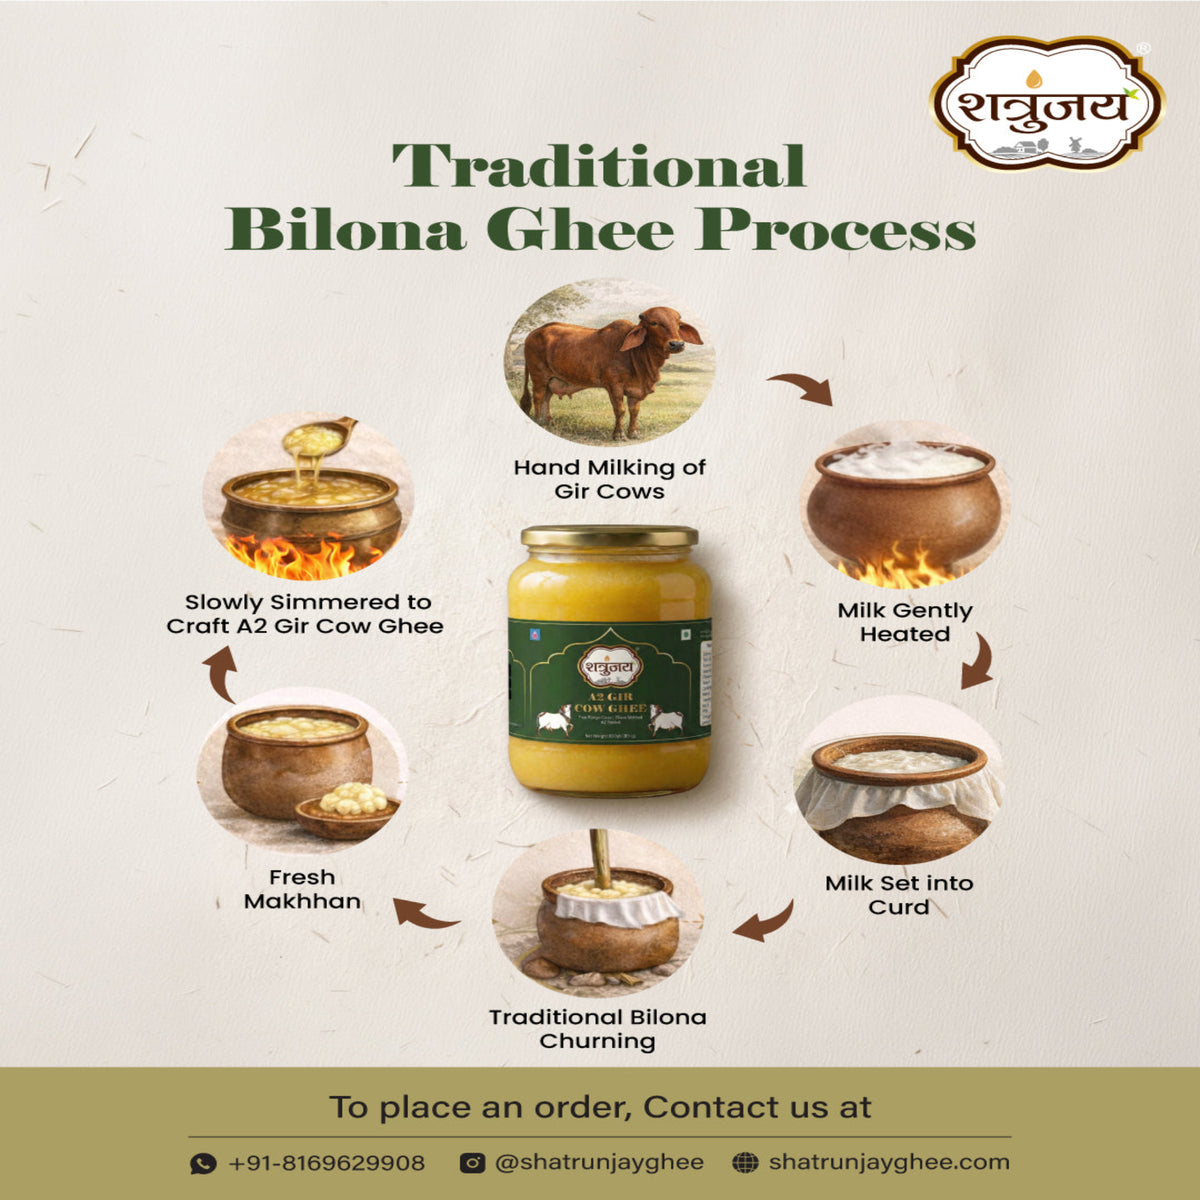 शत्रुंजय
®
Traditional
Bilona Ghee Process
Hand Milking of
Gir Cows
Milk Gently
Heated
Milk Set into
Curd
Traditional Bilona
Churning
Fresh
Makhhan
Slowly Simmered to
Craft A2 Gir Cow Ghee
शत्रुंजय
A2 GIR
COW GHEE
To place an order, Contact us at
+91-8169629908
@shatrunjayghee
shatrunjayghee.com